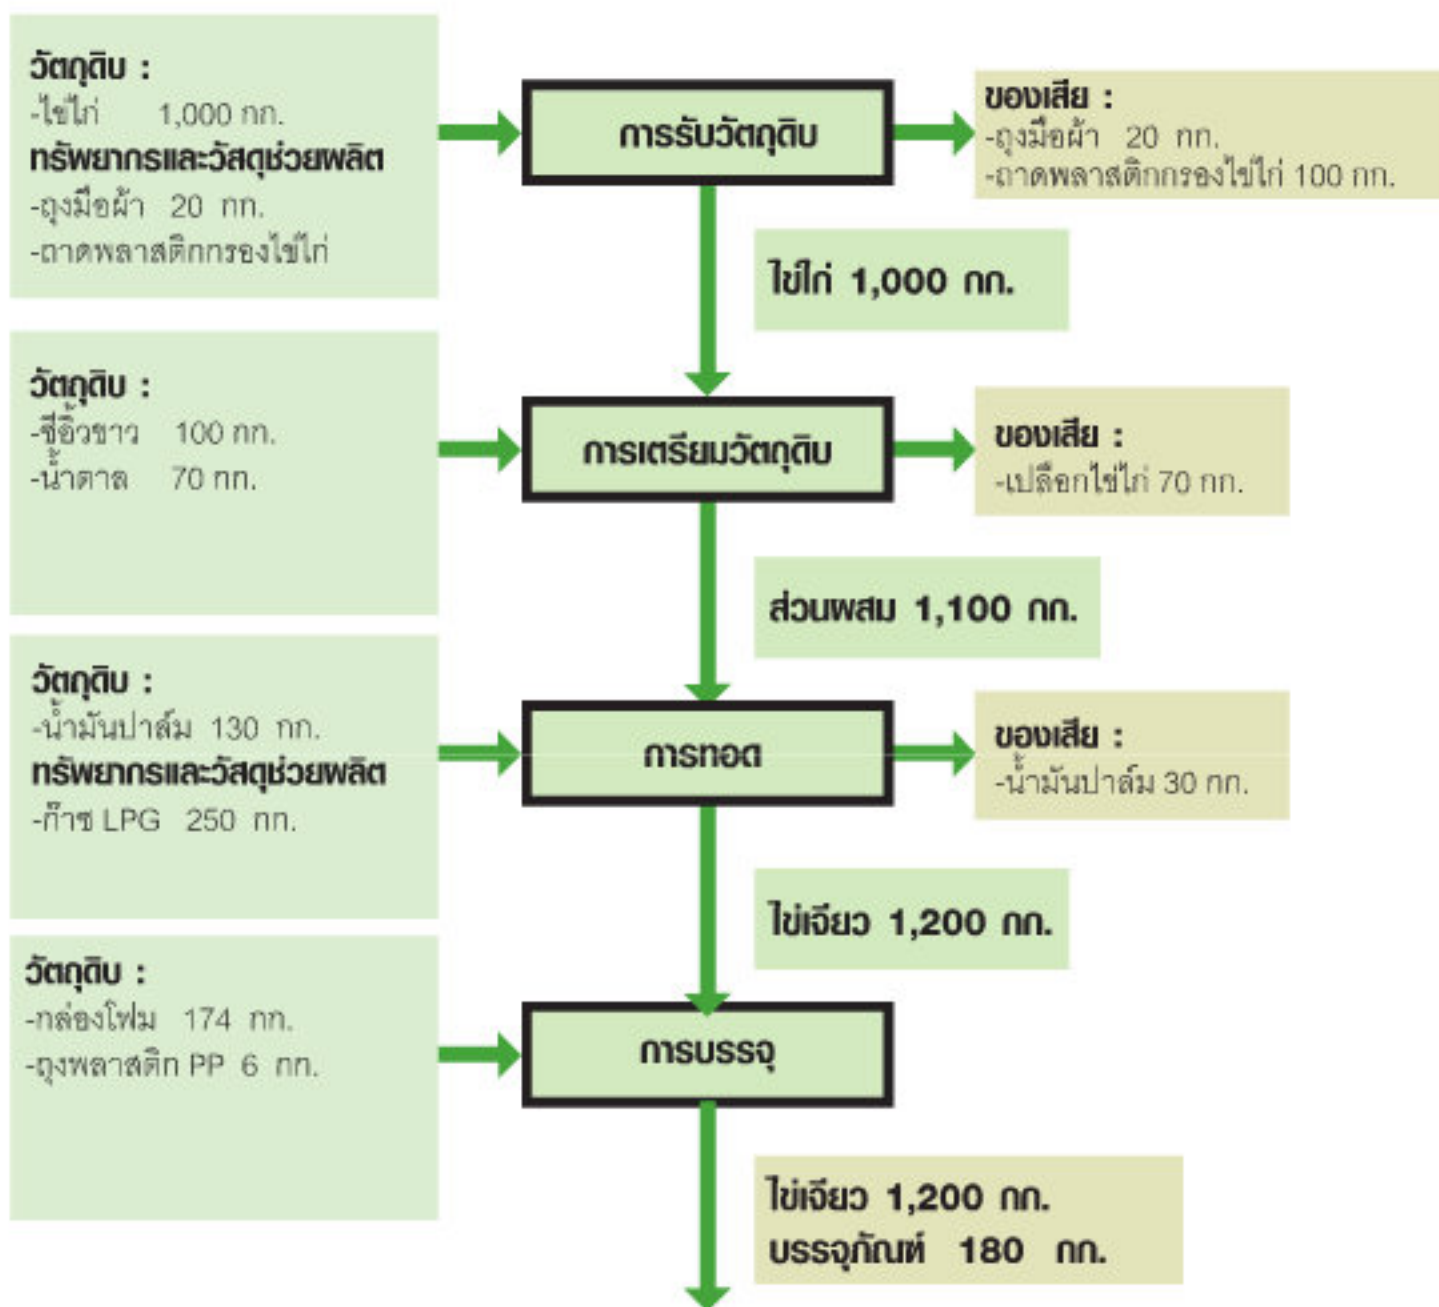 วัตถุดิบ :
-ไข่ไก่ 1,000 กก.
ทรัพยากรและวัสดุช่วยผลิต
-ถุงมือผ้า 20 กก.
-ถาดพลาสติกกรองไข่ไก่
การรับวัตถุดิบ
ของเสีย :
-ถุงมือผ้า 20 กก.
-ถาดพลาสติกกรองไข่ไก่ 100 กก.
ไข่ไก่ 1,000 กก.
วัตถุดิบ :
-ซีอิ๊วขาว 100 กก.
-น้ำตาล 70 กก.
การเตรียมวัตถุดิบ
ของเสีย :
-เปลือกไข่ไก่ 70 กก.
ส่วนผสม 1,100 กก.
วัตถุดิบ :
-น้ำมันปาล์ม 130 กก.
ทรัพยากรและวัสดุช่วยผลิต
-ก๊าซ LPG 250 กก.
การทอด
ของเสีย :
-น้ำมันปาล์ม 30 กก.
ไข่เจียว 1,200 กก.
วัตถุดิบ :
-กล่องโฟม 174 กก.
-ถุงพลาสติก PP 6 กก.
การบรรจุ
ไข่เจียว 1,200 กก.
บรรจุภัณฑ์ 180 กก.